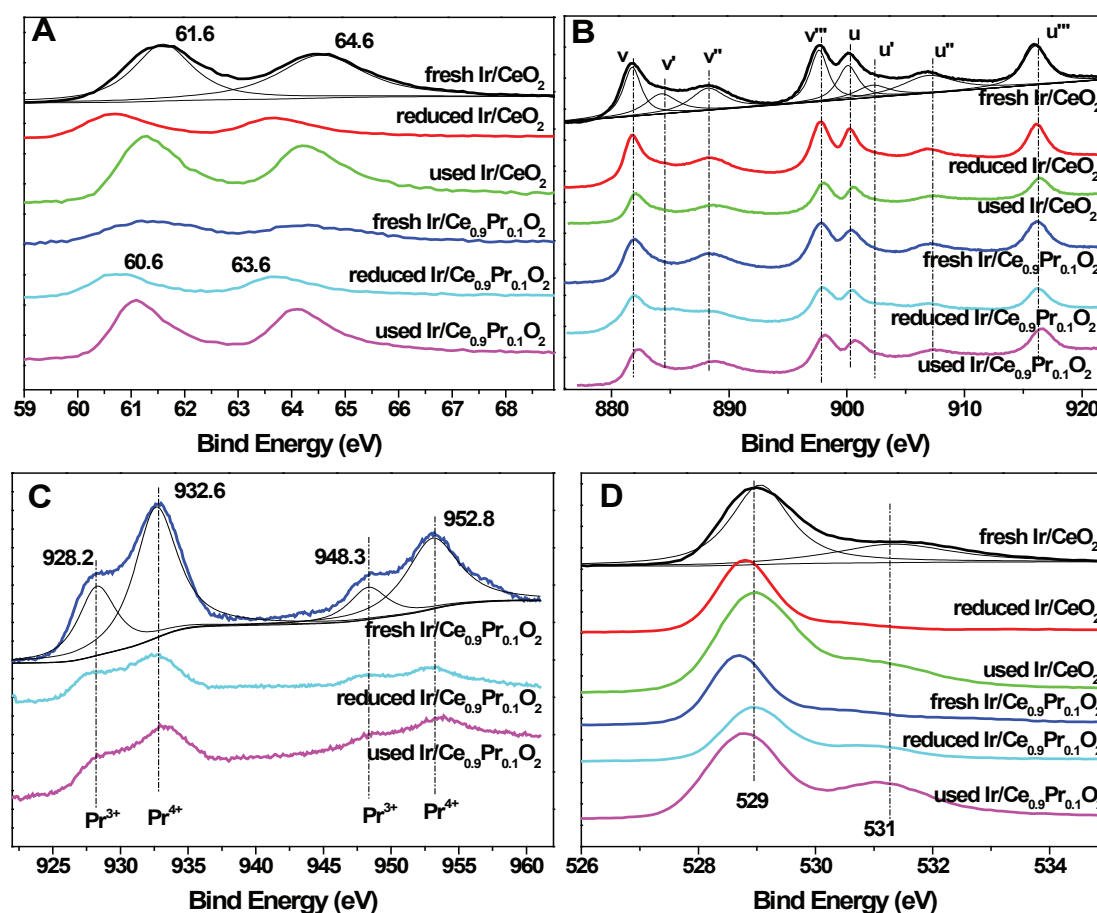 A
61.6
64.6
fresh Ir/CeO2
reduced Ir/CeO2
used Ir/CeO2
fresh Ir/Ce0.9Pr0.1O2
60.6
63.6
reduced Ir/Ce0.9Pr0.1O2
used Ir/Ce0.9Pr0.1O2
59 60 61 62 63 64 65 66 67 68
Bind Energy (eV)
B
v v' v'' v''' u u' u'' u'''
fresh Ir/CeO2
reduced Ir/CeO2
used Ir/CeO2
fresh Ir/Ce0.9Pr0.1O2
reduced Ir/Ce0.9Pr0.1O2
used Ir/Ce0.9Pr0.1O2
880 890 900 910 920
Bind Energy (eV)
C
932.6
928.2
948.3
952.8
fresh Ir/Ce0.9Pr0.1O2
reduced Ir/Ce0.9Pr0.1O2
used Ir/Ce0.9Pr0.1O2
Pr3+ Pr4+ Pr3+ Pr4+
925 930 935 940 945 950 955 960
Bind Energy (eV)
D
fresh Ir/CeO2
reduced Ir/CeO2
used Ir/CeO2
fresh Ir/Ce0.9Pr0.1O2
reduced Ir/Ce0.9Pr0.1O2
used Ir/Ce0.9Pr0.1O2
529
531
526 528 530 532 534
Bind Energy (eV)